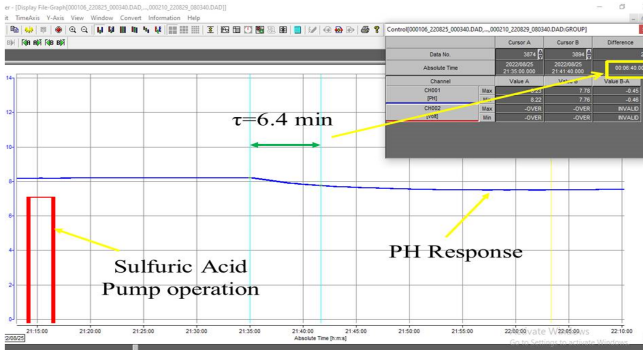 er - [Display File-Graph[000106_220825_000340.DAD,...,000210_220829_080340.DAD]]
TimeAxis Y-Axis View Window Convert Information Help
Control[000106_220825_000340.DAD,...,000210_220829_080340.DAD:GROUP]
Cursor A Cursor B Difference
Data No. 3874 3894
Absolute Time 2022/08/25 21:35:00 000 2022/08/25 21:41:40 000 00:06:40.00
Channel Value A Value B-A
CH001 Max 7.76 -0.46
[PH] Min 8.22 7.76 -0.46
CH002 Max -OVER -OVER INVALID
[Volt] Min -OVER -OVER INVALID
14
12
10
8
6
4
2
0
τ=6.4 min
Sulfuric Acid
Pump operation
PH Response
21:15:00 21:20:00 21:25:00 21:30:00 21:35:00 21:40:00 21:45:00 21:50:00 21:55:00 22:00:00 22:05:00 22:10:00
2/08/25]
Absolute Time [h:m:s]
Activate Windows
Go to Settings to activate Windows.